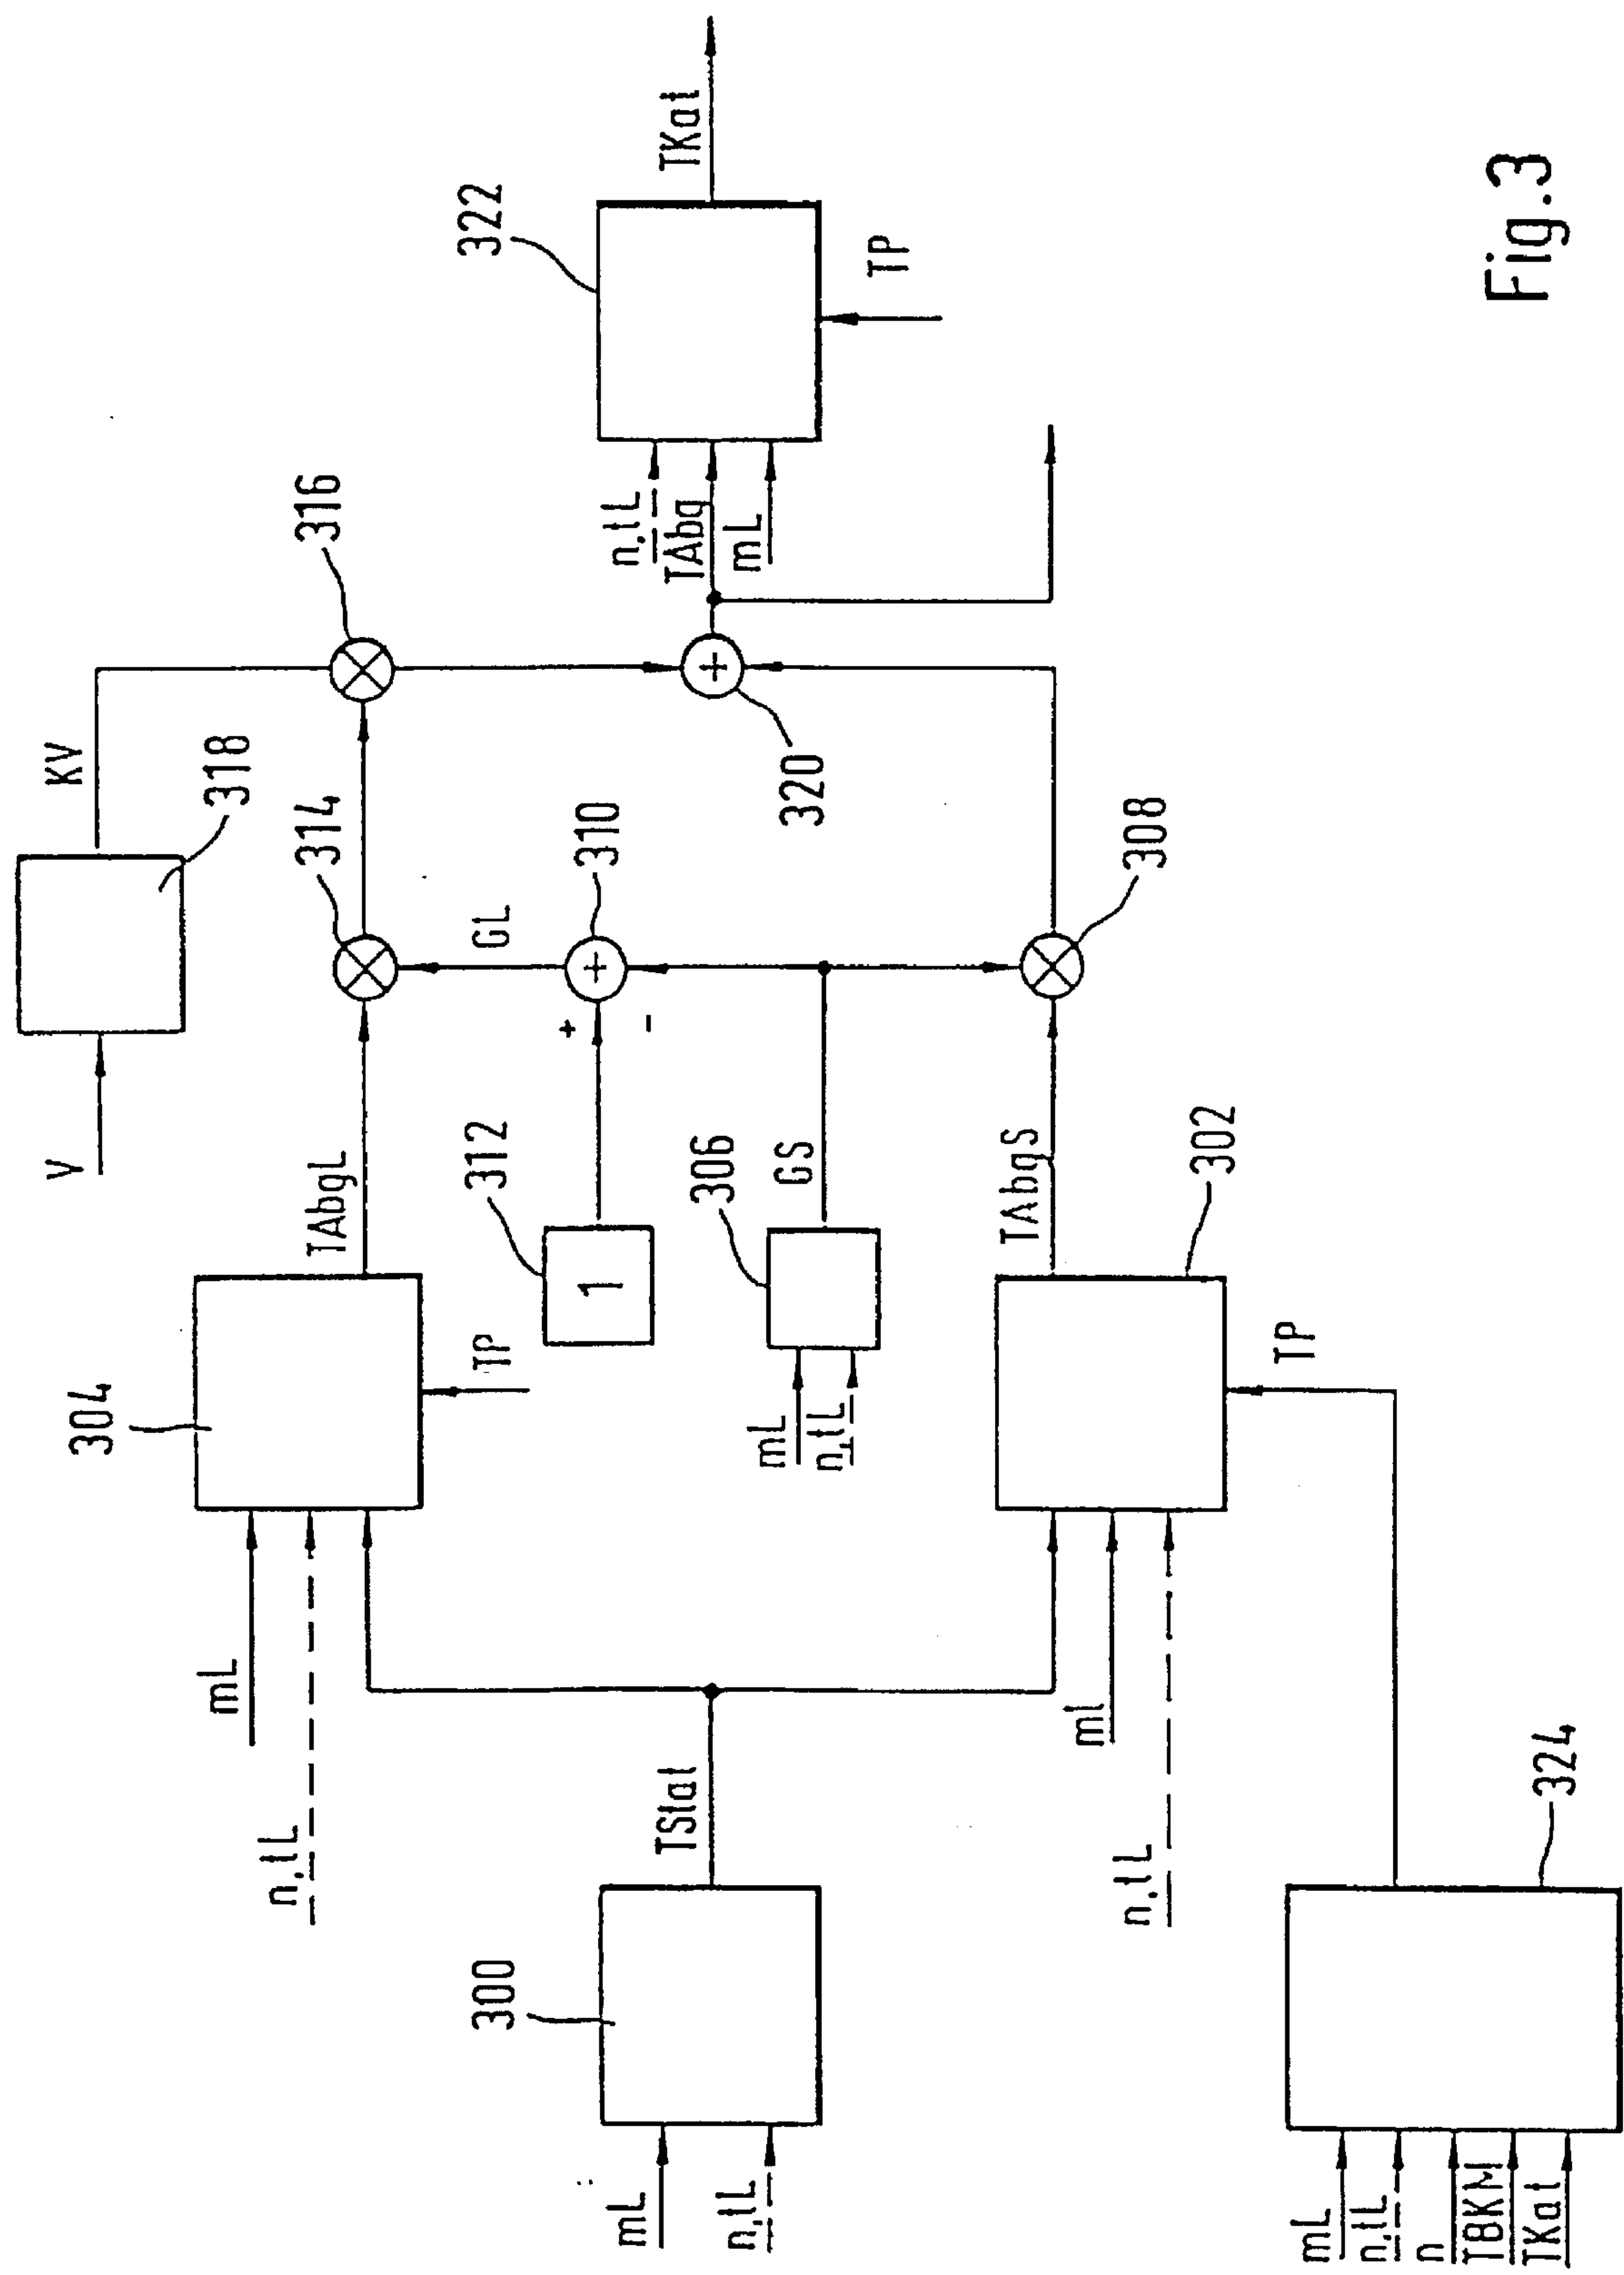 V
KV
318
304
mL
n,tL
TP
TAbgL
314
316
GL
310
+
-
+
312
1
306
mL
n,tL
GS
300
mL
n,tL
TStat
320
+
n,tL
TAbg
mL
322
TP
TKat
mL
n,tL
302
TP
TAbgS
308
324
mL
n,tL
n
TBKM
TKat
Fig.3